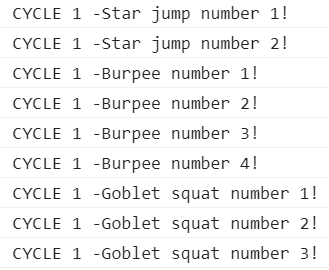 CYCLE 1 -Star jump number 1!
CYCLE 1 -Star jump number 2!
CYCLE 1 -Burpee number 1!
CYCLE 1 -Burpee number 2!
CYCLE 1 -Burpee number 3!
CYCLE 1 -Burpee number 4!
CYCLE 1 -Goblet squat number 1!
CYCLE 1 -Goblet squat number 2!
CYCLE 1 -Goblet squat number 3!